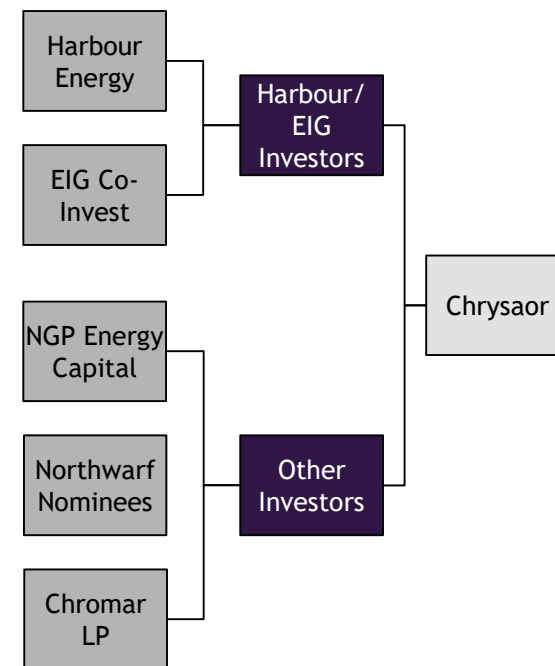 Harbour
Energy
EIG Co-
Invest
Harbour/
EIG
Investors
NGP Energy
Capital
Northwarf
Nominees
Chromar
LP
Other
Investors
Chrysaor